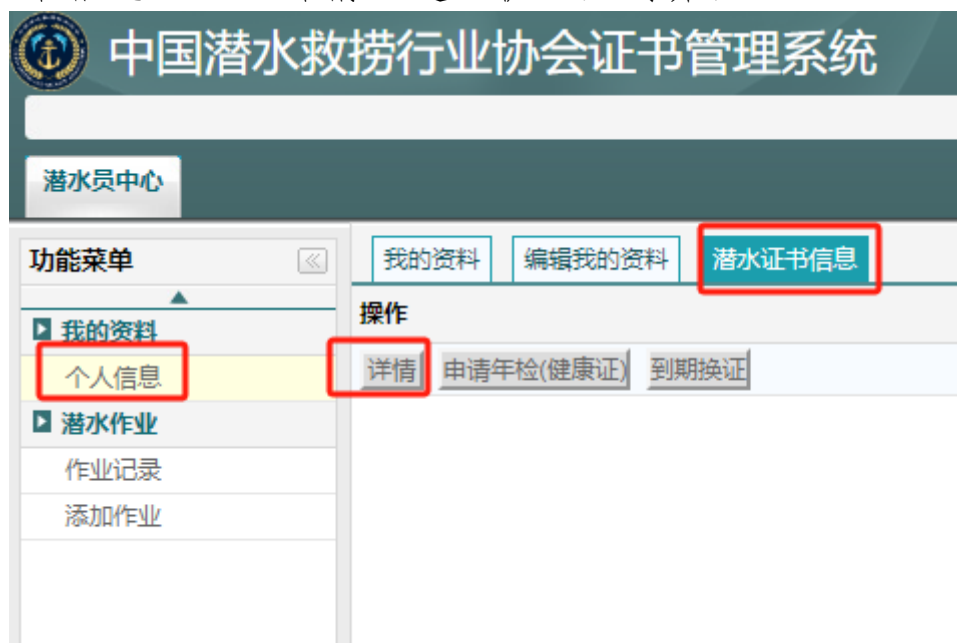 中国潜水救捞行业协会证书管理系统
潜水员中心
功能菜单
我的资料 编辑我的资料 潜水证书信息
操作
我的资料
详情 申请年检(健康证) 到期换证
个人信息
潜水作业
作业记录
添加作业